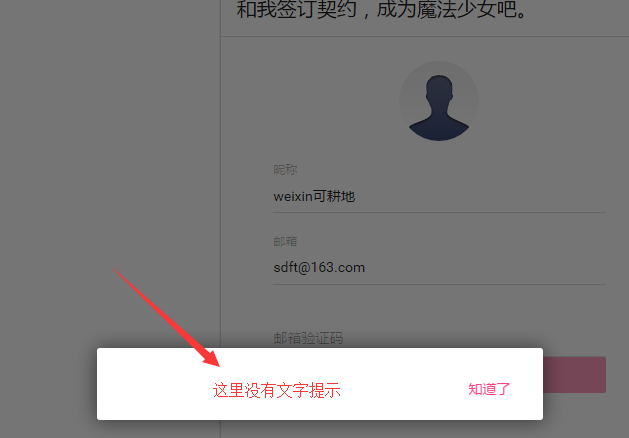 和我签订契约，成为魔法少女吧。
昵称
weixin可耕地
邮箱
sdft@163.com
邮箱验证码
这里没有文字提示
知道了